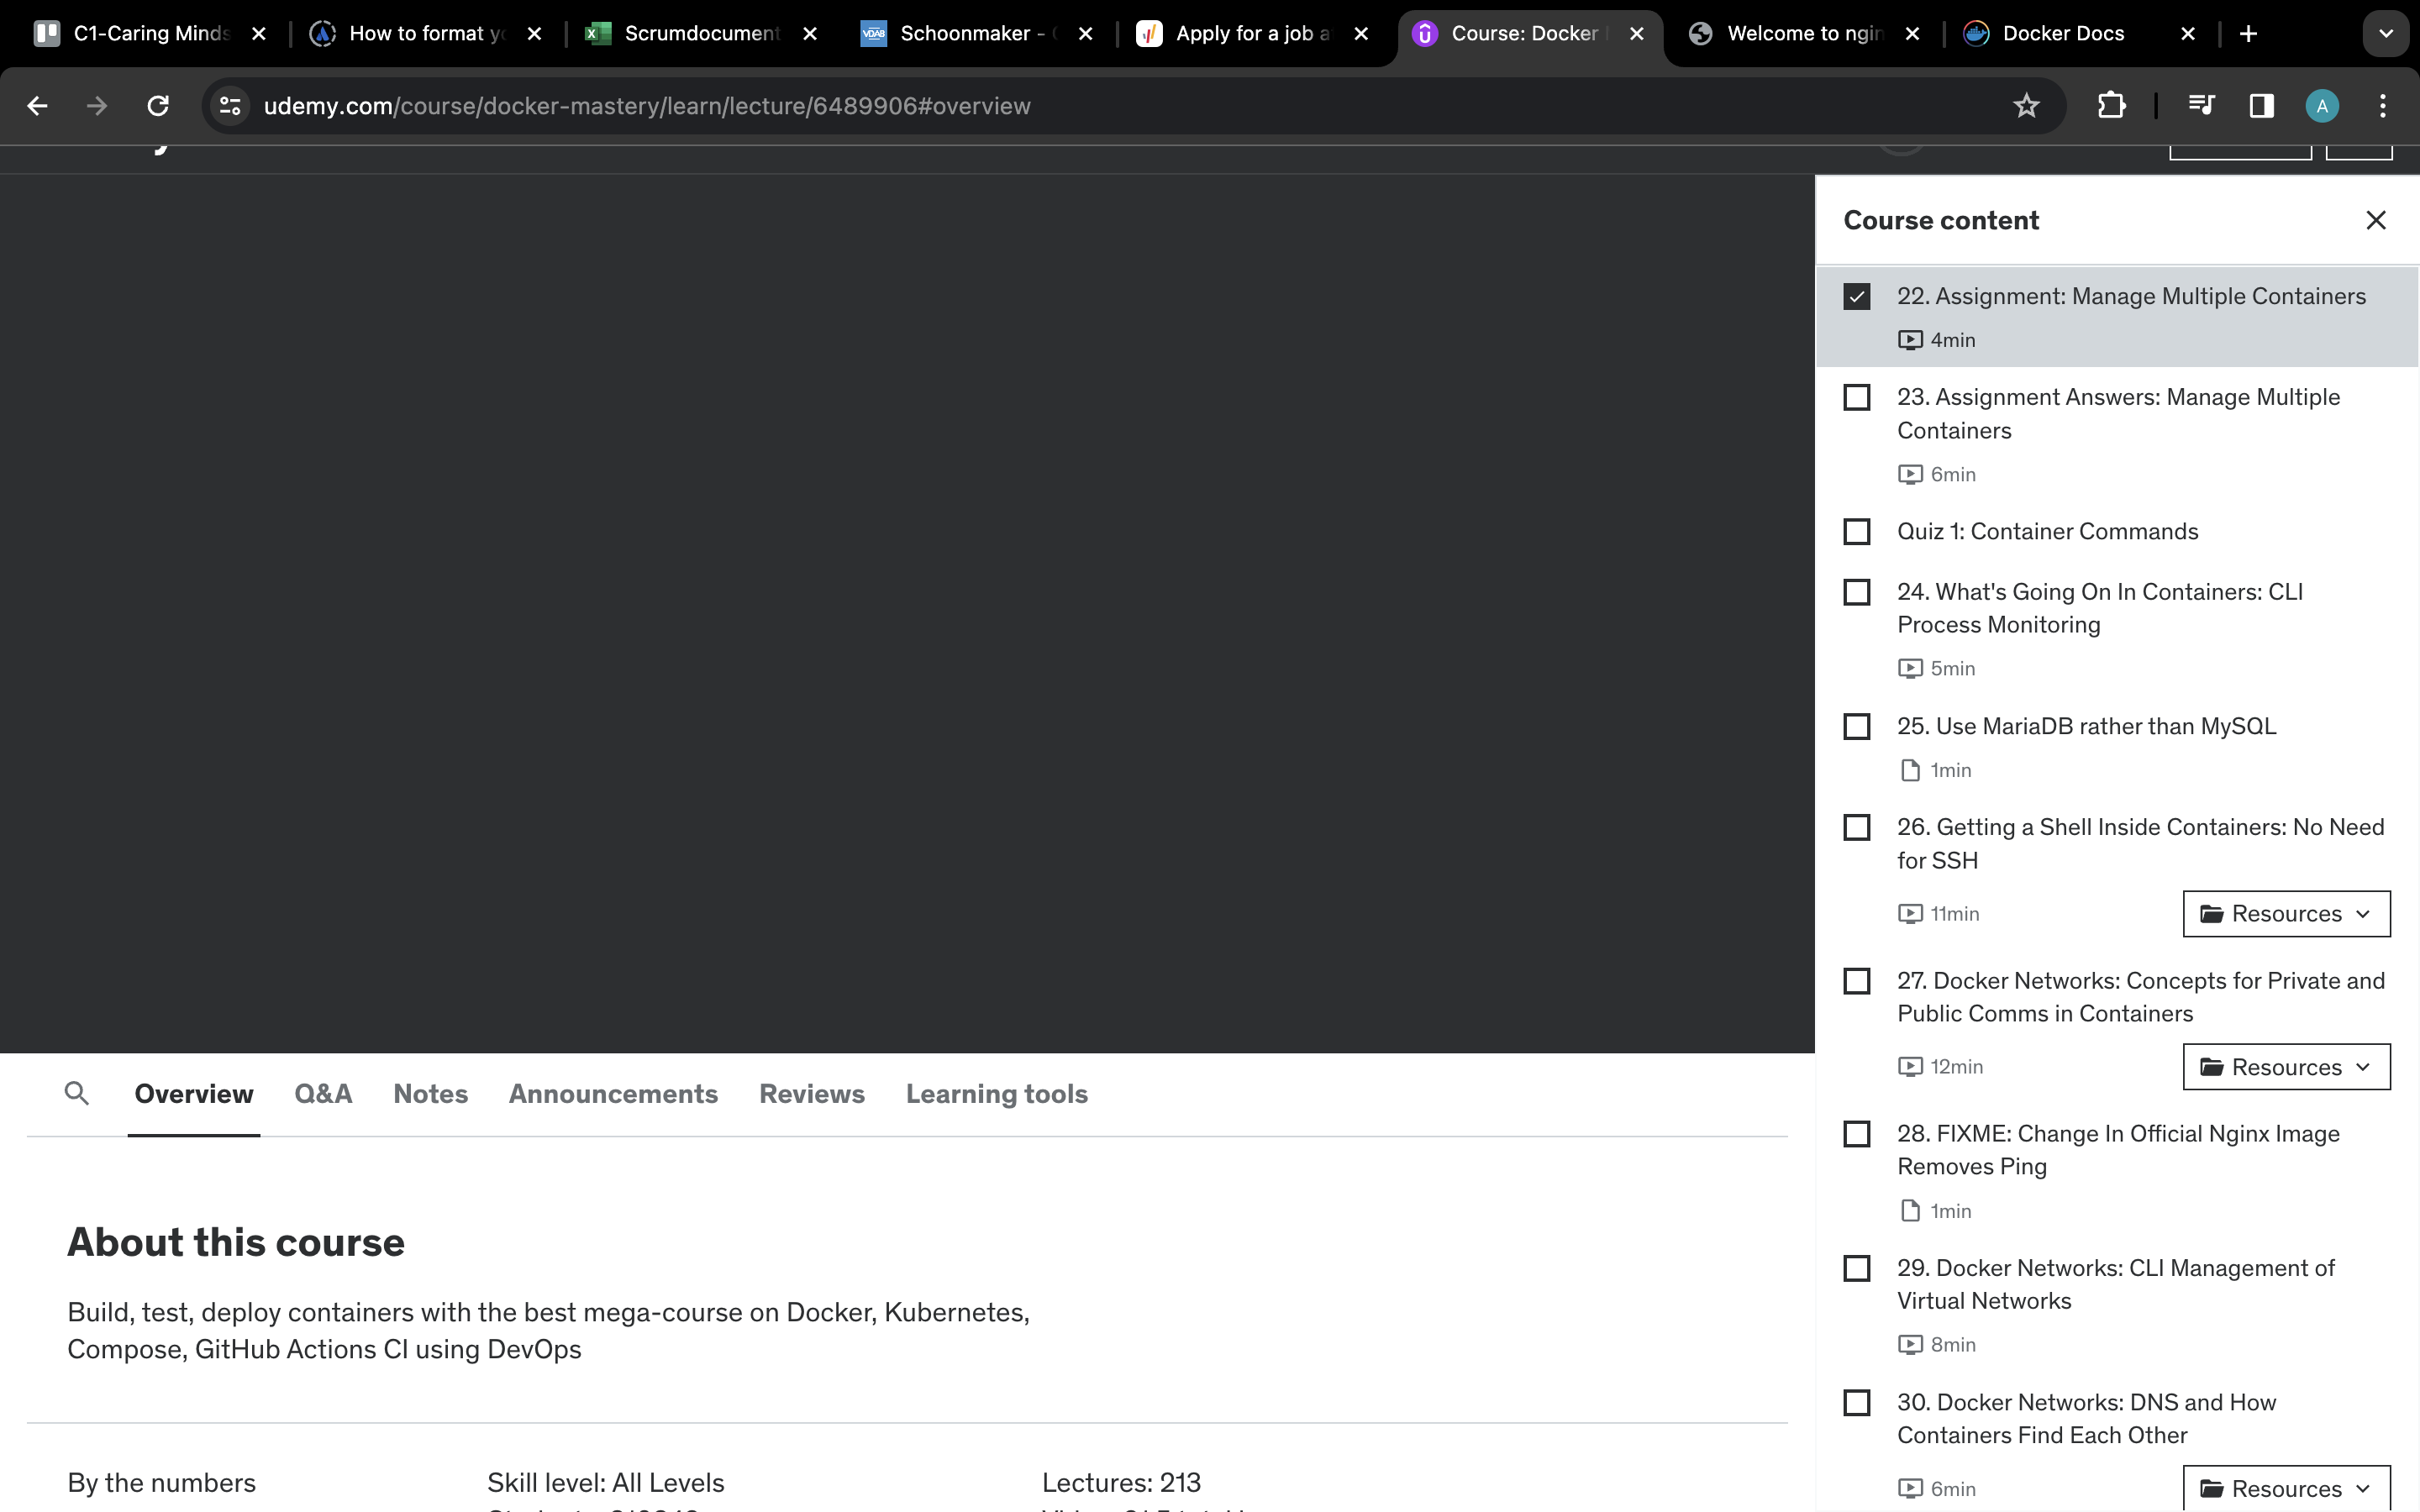 C1-Caring Minds
How to format yo
Scrumdocument
VDAB
Schoonmaker -
Apply for a job a
Course: Docker
Welcome to ngin
Docker Docs
udemy.com/course/docker-mastery/learn/lecture/6489906#overview
A
Course content
22. Assignment: Manage Multiple Containers
4min
23. Assignment Answers: Manage Multiple
Containers
6min
Quiz 1: Container Commands
24. What's Going On In Containers: CLI
Process Monitoring
5min
25. Use MariaDB rather than MySQL
1min
26. Getting a Shell Inside Containers: No Need
for SSH
11min
Resources
27. Docker Networks: Concepts for Private and
Public Comms in Containers
12min
Resources
28. FIXME: Change In Official Nginx Image
Removes Ping
1min
29. Docker Networks: CLI Management of
Virtual Networks
8min
30. Docker Networks: DNS and How
Containers Find Each Other
6min
Resources
Overview Q&A Notes Announcements Reviews Learning tools
About this course
Build, test, deploy containers with the best mega-course on Docker, Kubernetes,
Compose, GitHub Actions CI using DevOps
By the numbers
Skill level: All Levels
Lectures: 213